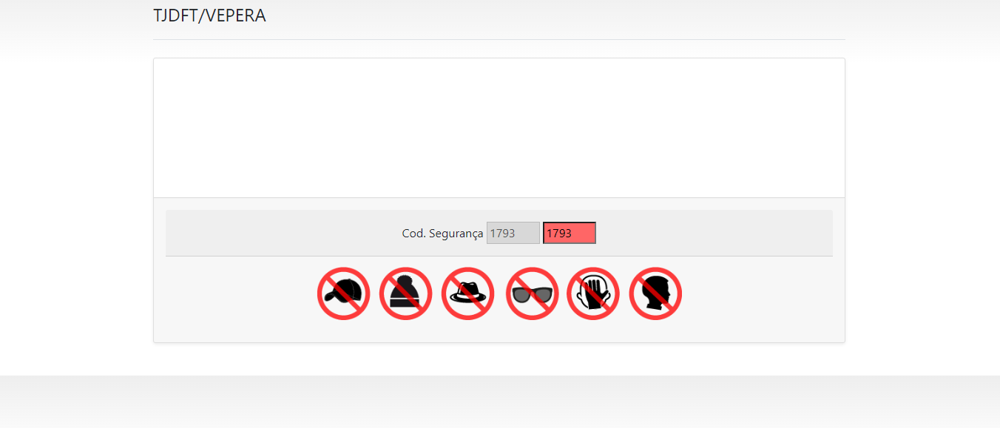 TJDFT/VEPERA
Cod. Segurança 1793 1793